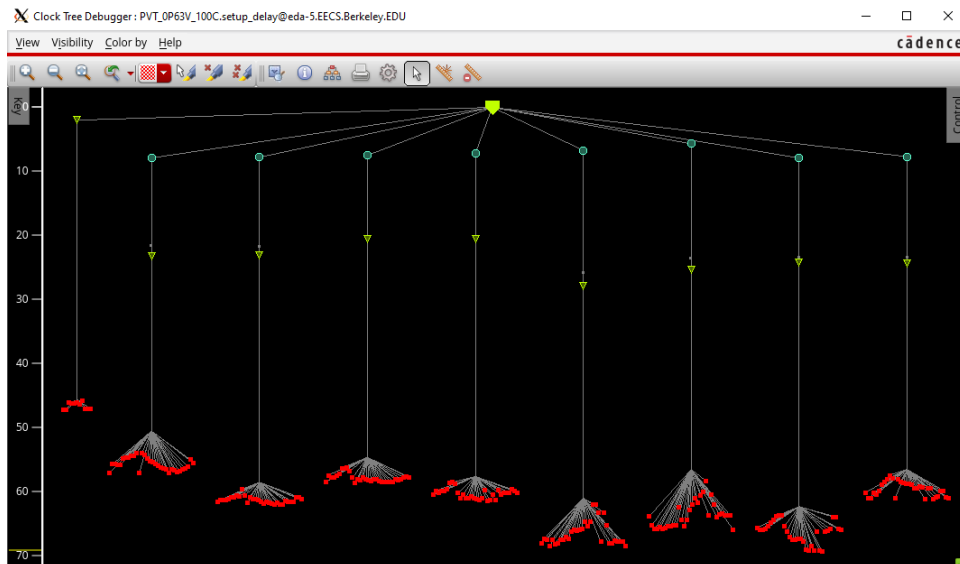 Clock Tree Debugger : PVT_0P63V_100C.setup_delay@eda-5.EECS.Berkeley.EDU
View Visibility Color by Help
cādence
Key
Control
0
10
20
30
40
50
60
70